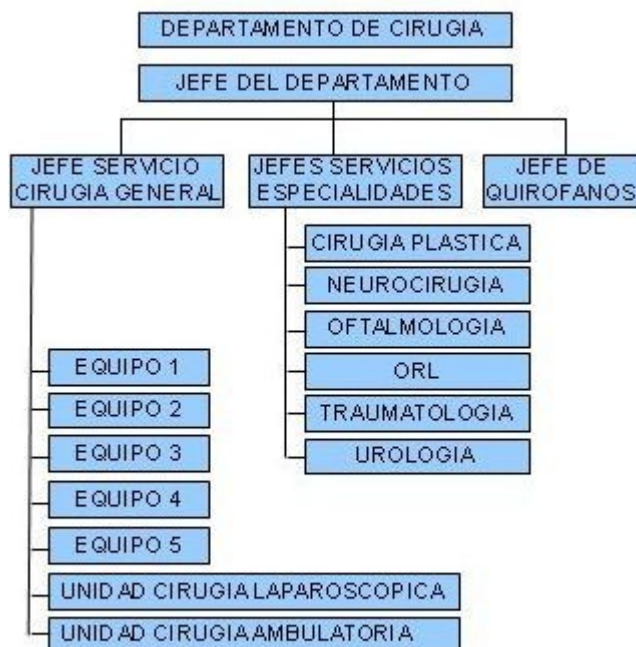 DEPARTAMENTO DE CIRUGIA
JEFE DEL DEPARTAMENTO
JEFE SERVICIO
CIRUGIA GENERAL
JEFES SERVICIOS
ESPECIALIDADES
JEFE DE
QUIROFANOS
CIRUGIA PLASTICA
NEUROCIRUGIA
OFTALMOLOGIA
ORL
TRAUMATOLOGIA
UROLOGIA
EQUIPO 1
EQUIPO 2
EQUIPO 3
EQUIPO 4
EQUIPO 5
UNIDAD CIRUGIA LAPAROSCOPICA
UNIDAD CIRUGIA AMBULATORIA